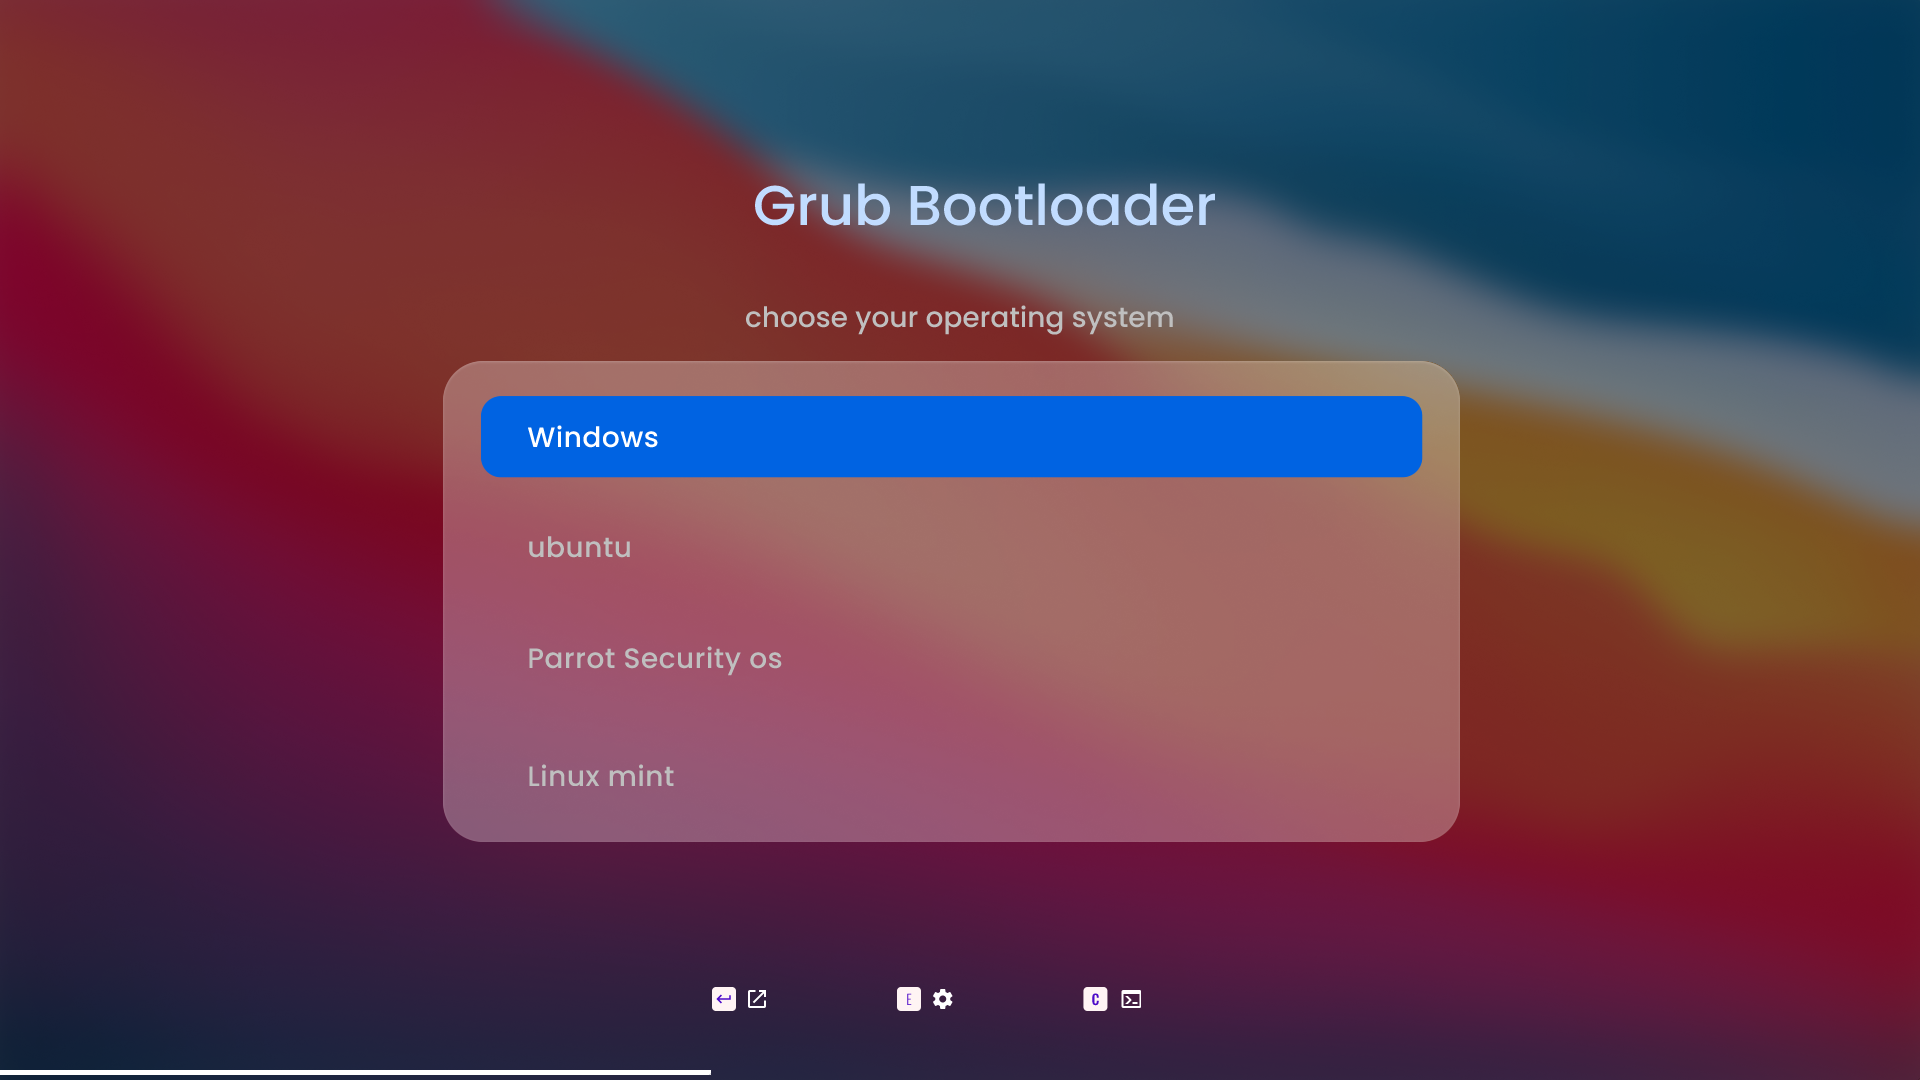 Grub Bootloader
choose your operating system
Windows
ubuntu
Parrot Security os
Linux mint
E C